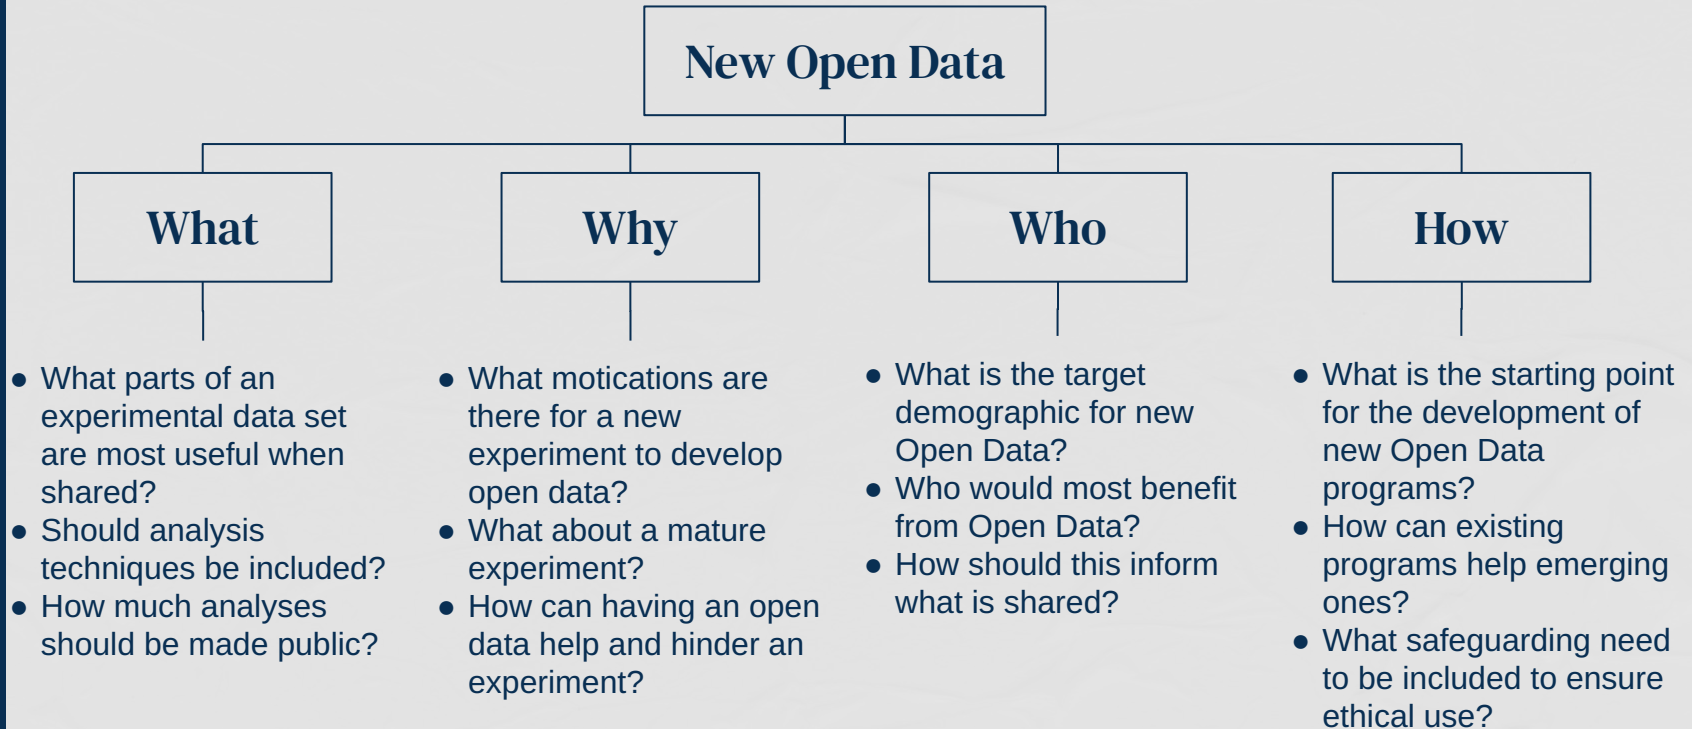 New Open Data
What
Why
Who
How
● What parts of an
experimental data set
are most useful when
shared?
● Should analysis
techniques be included?
● How much analyses
should be made public?
● What motications are
there for a new
experiment to develop
open data?
● What about a mature
experiment?
● How can having an open
data help and hinder an
experiment?
● What is the target
demographic for new
Open Data?
● Who would most benefit
from Open Data?
● How should this inform
what is shared?
● What is the starting point
for the development of
new Open Data
programs?
● How can existing
programs help emerging
ones?
● What safeguarding need
to be included to ensure
ethical use?